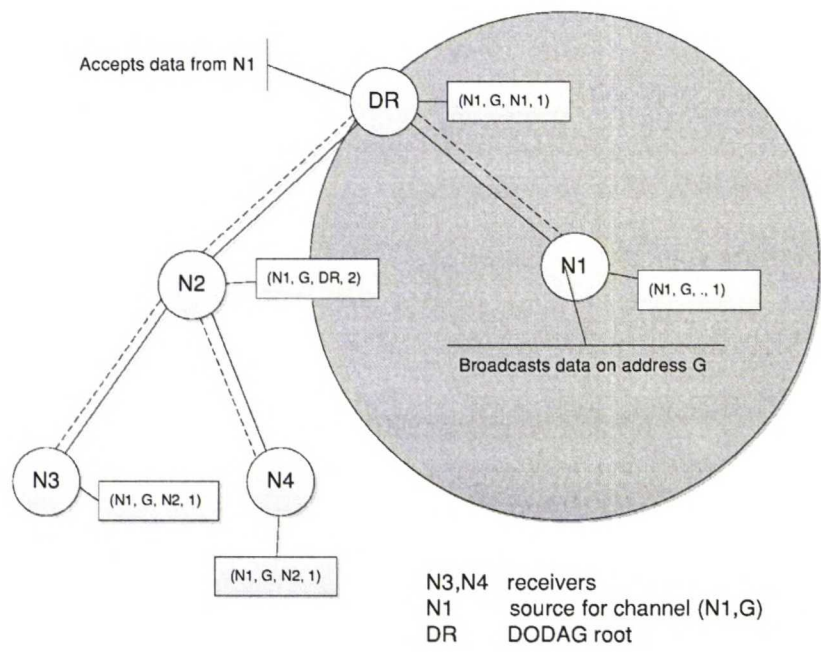 Accepts data from N1
DR
(N1, G, N1, 1)
N1
(N1, G, ., 1)
N2
(N1, G, DR, 2)
Broadcasts data on address G
N3
(N1, G, N2, 1)
N4
(N1, G, N2, 1)
N3,N4 receivers
N1 source for channel (N1,G)
DR DODAG root